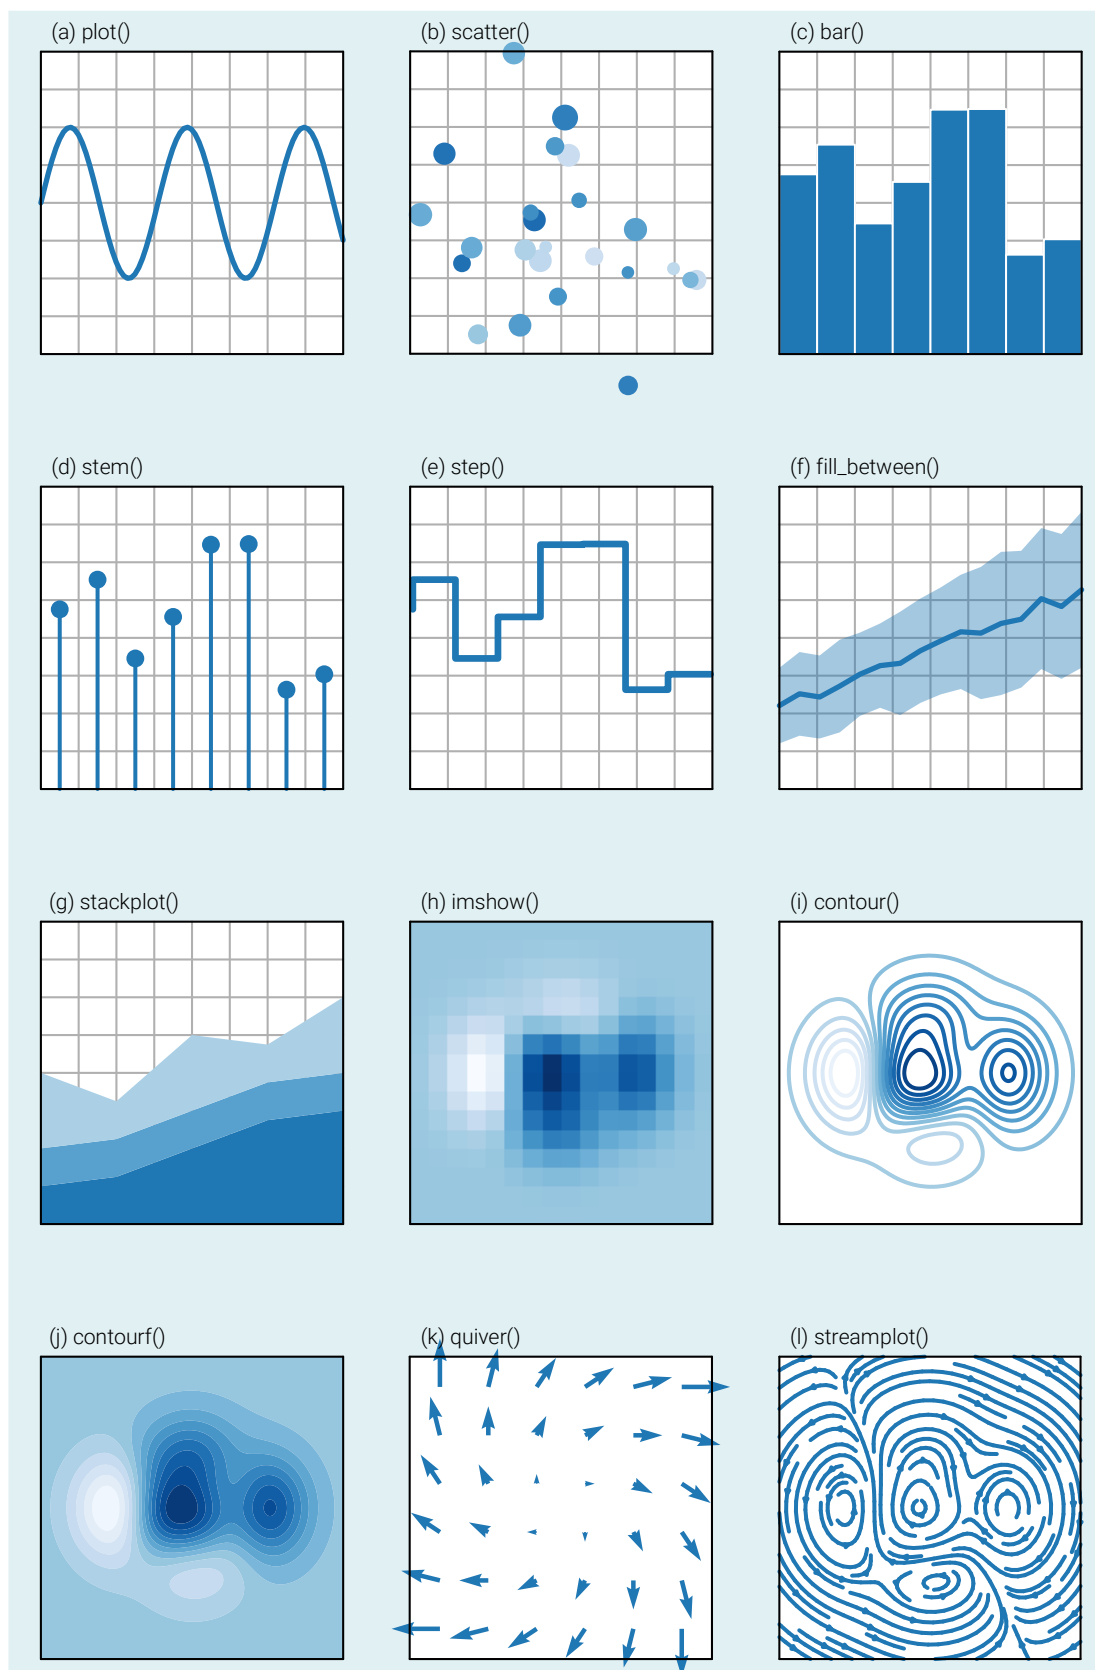 (a) plot()
(b) scatter()
(c) bar()
(d) stem()
(e) step()
(f) fill_between()
(g) stackplot()
(h) imshow()
(i) contour()
(j) contourf()
(k) quiver()
(l) streamplot()